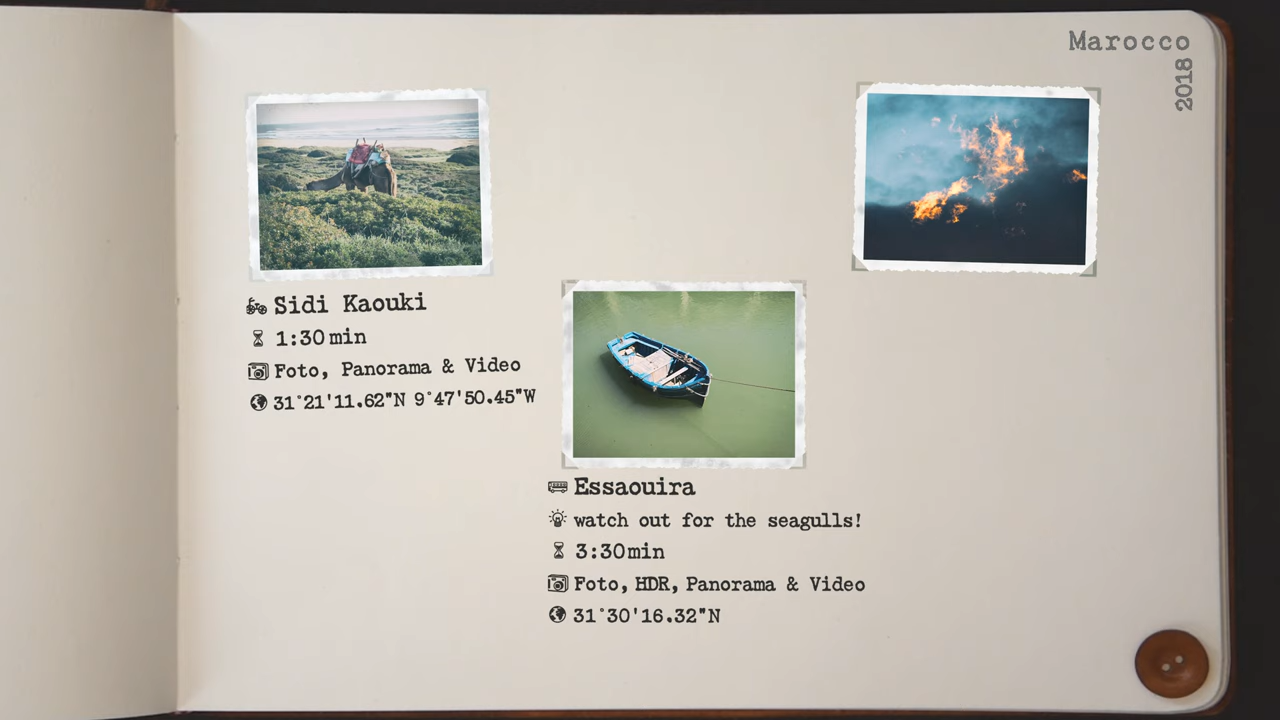 Marocco
2018
Sidi Kaouki
1:30min
Foto, Panorama & Video
31°21'11.62"N 9°47'50.45"W
Essaouira
watch out for the seagulls!
3:30min
Foto, HDR, Panorama & Video
31°30'16.32"N